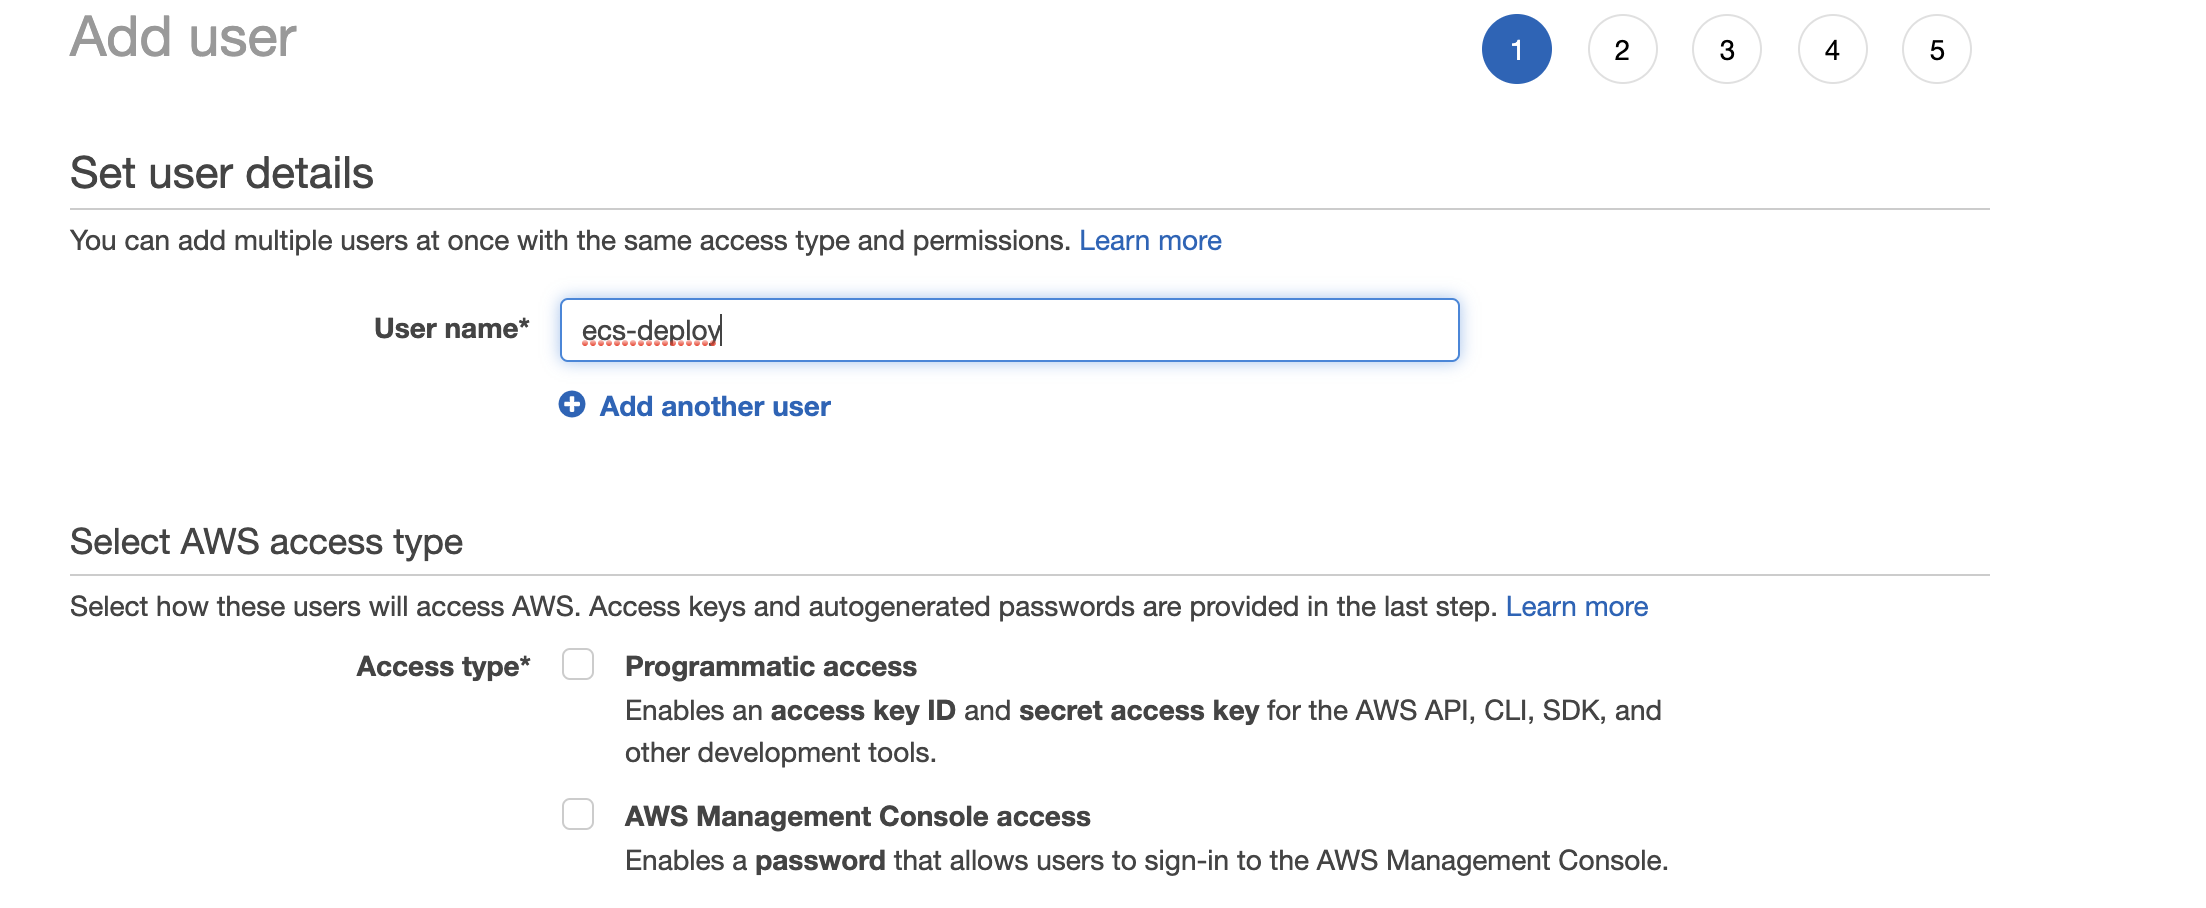 Add user
1 2 3 4 5
Set user details
You can add multiple users at once with the same access type and permissions. Learn more
User name* ecs-deploy
Add another user
Select AWS access type
Select how these users will access AWS. Access keys and autogenerated passwords are provided in the last step. Learn more
Access type* Programmatic access
Enables an access key ID and secret access key for the AWS API, CLI, SDK, and
other development tools.
AWS Management Console access
Enables a password that allows users to sign-in to the AWS Management Console.